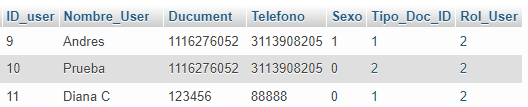 ID_user Nombre_User Ducument Telefono Sexo Tipo_Doc_ID Rol_User
9 Andres 1116276052 3113908205 1 1 2
10 Prueba 1116276052 3113908205 0 2 2
11 Diana C 123456 88888 0 1 2